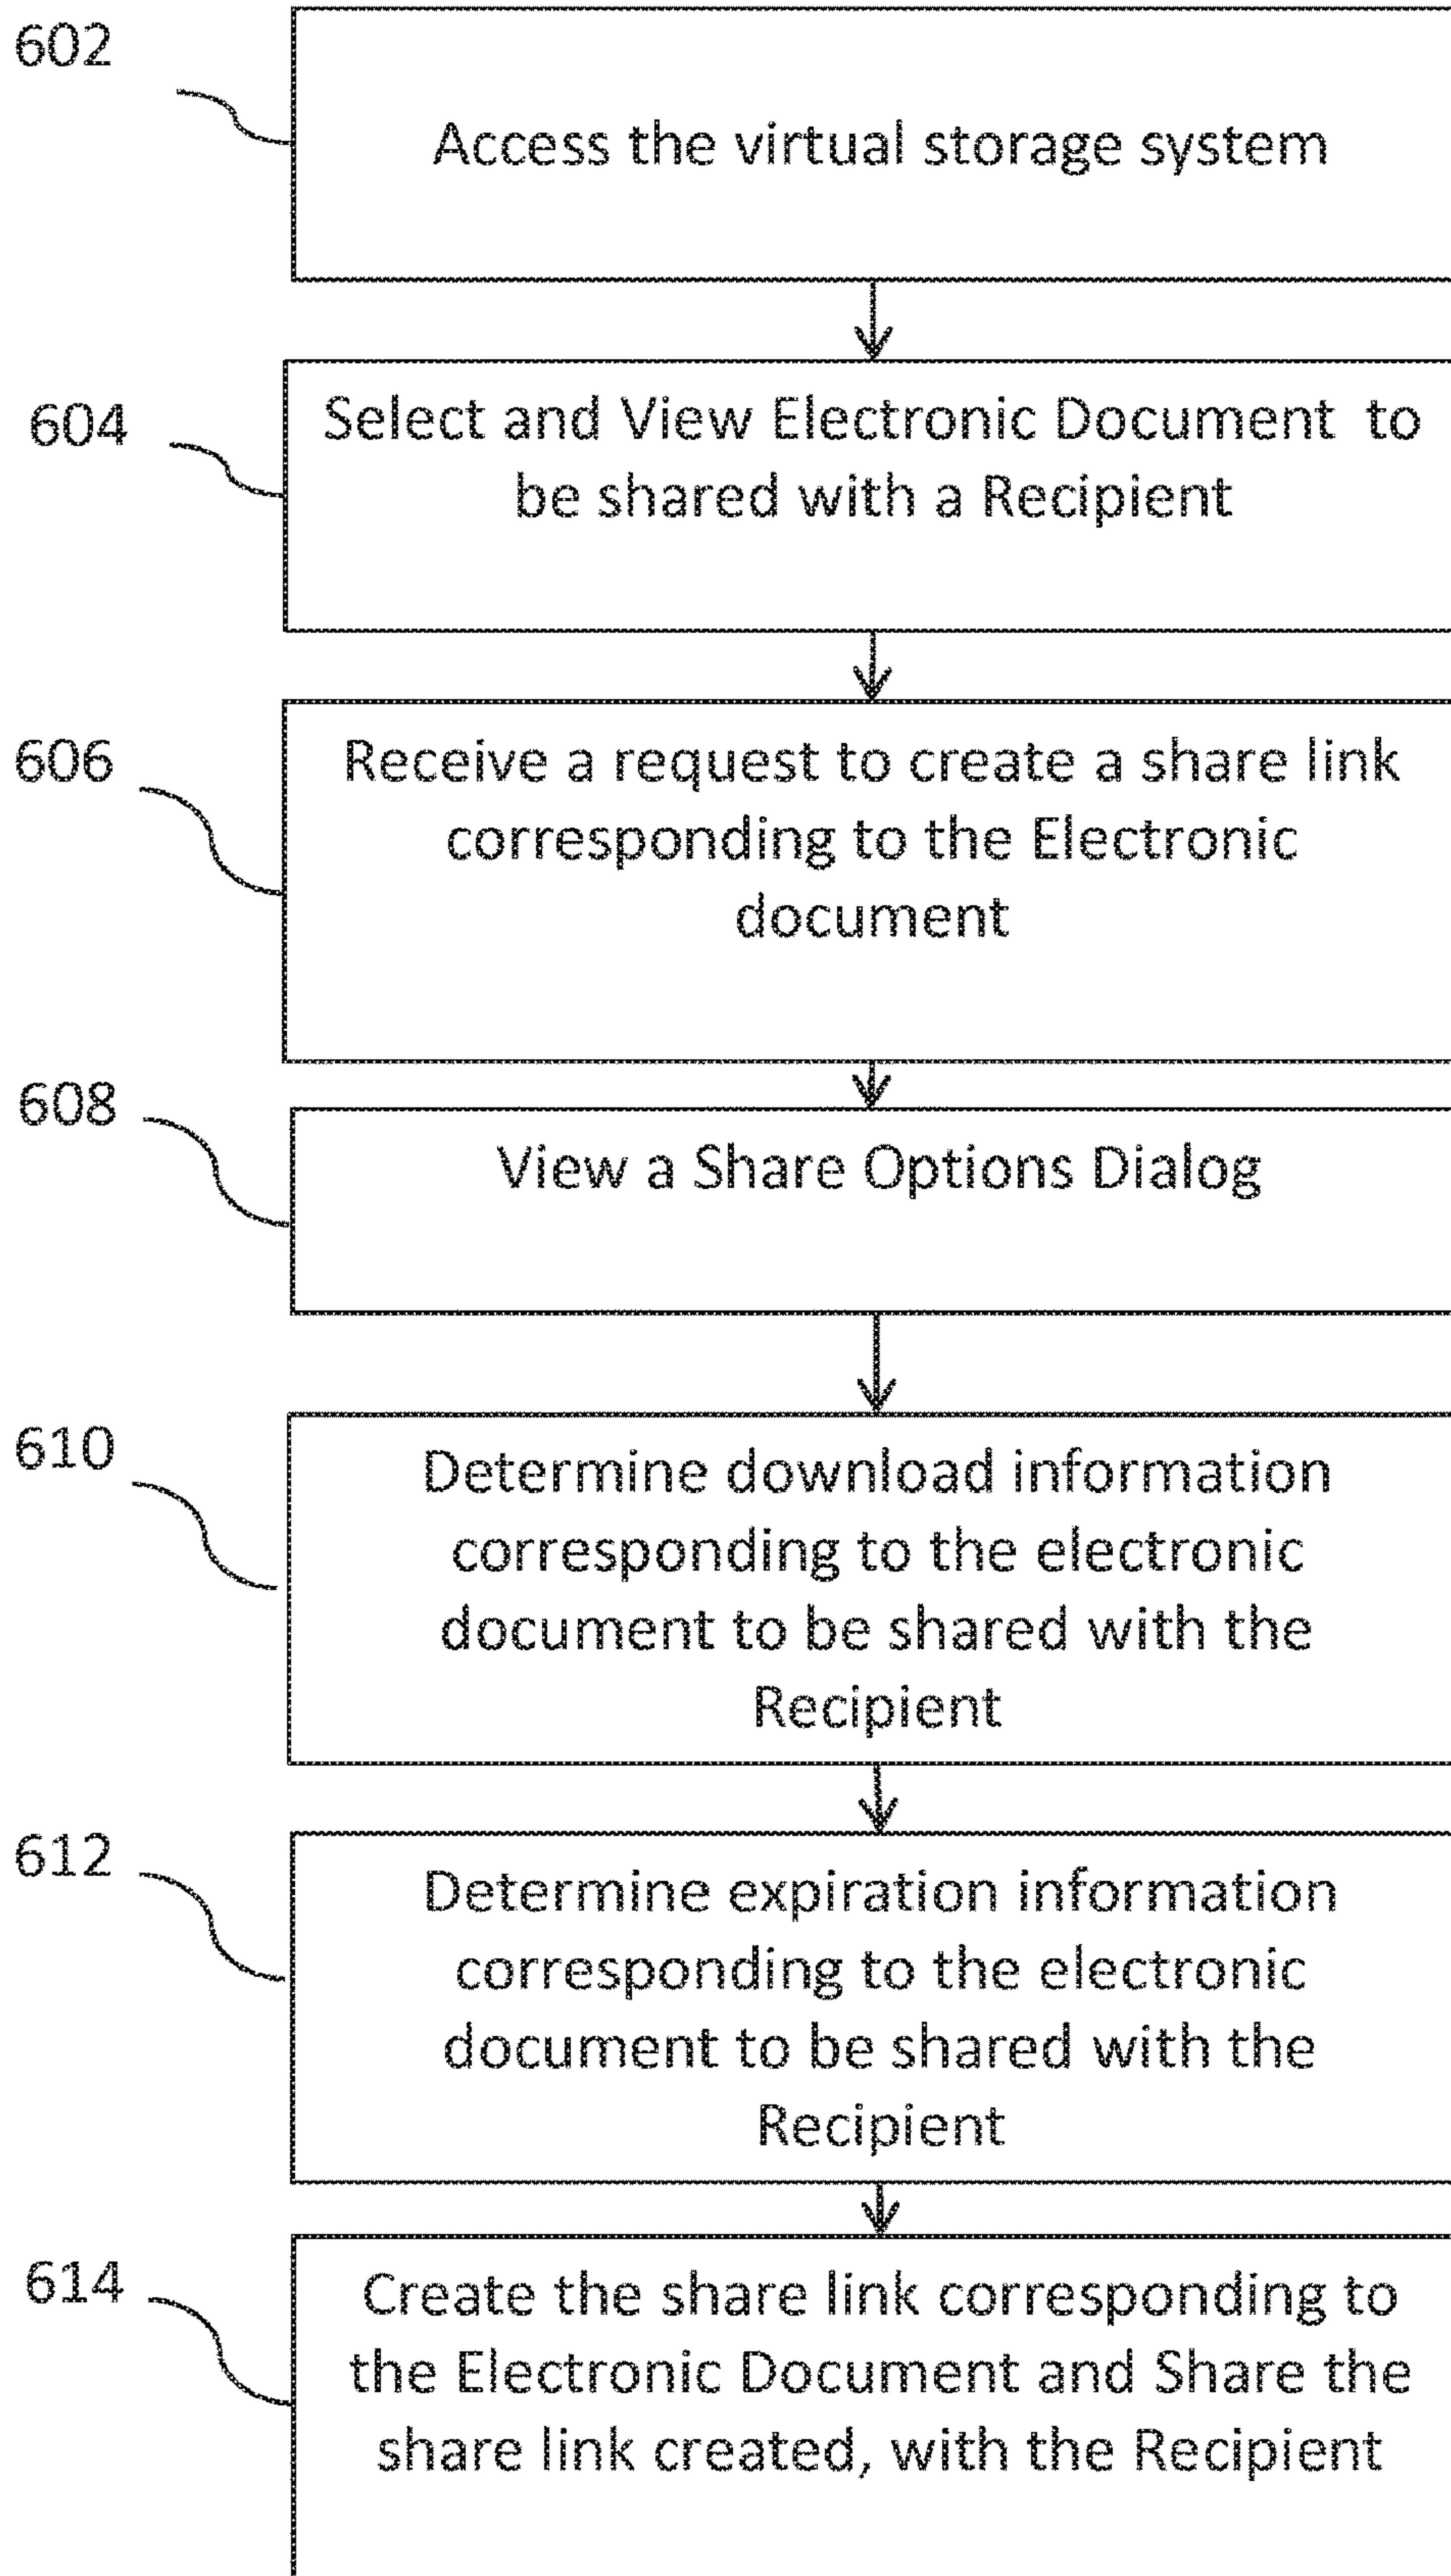 602
Access the virtual storage system
604
Select and View Electronic Document to
be shared with a Recipient
606
Receive a request to create a share link
corresponding to the Electronic
document
608
View a Share Options Dialog
610
Determine download information
corresponding to the electronic
document to be shared with the
Recipient
612
Determine expiration information
corresponding to the electronic
document to be shared with the
Recipient
614
Create the share link corresponding to
the Electronic Document and Share the
share link created, with the Recipient